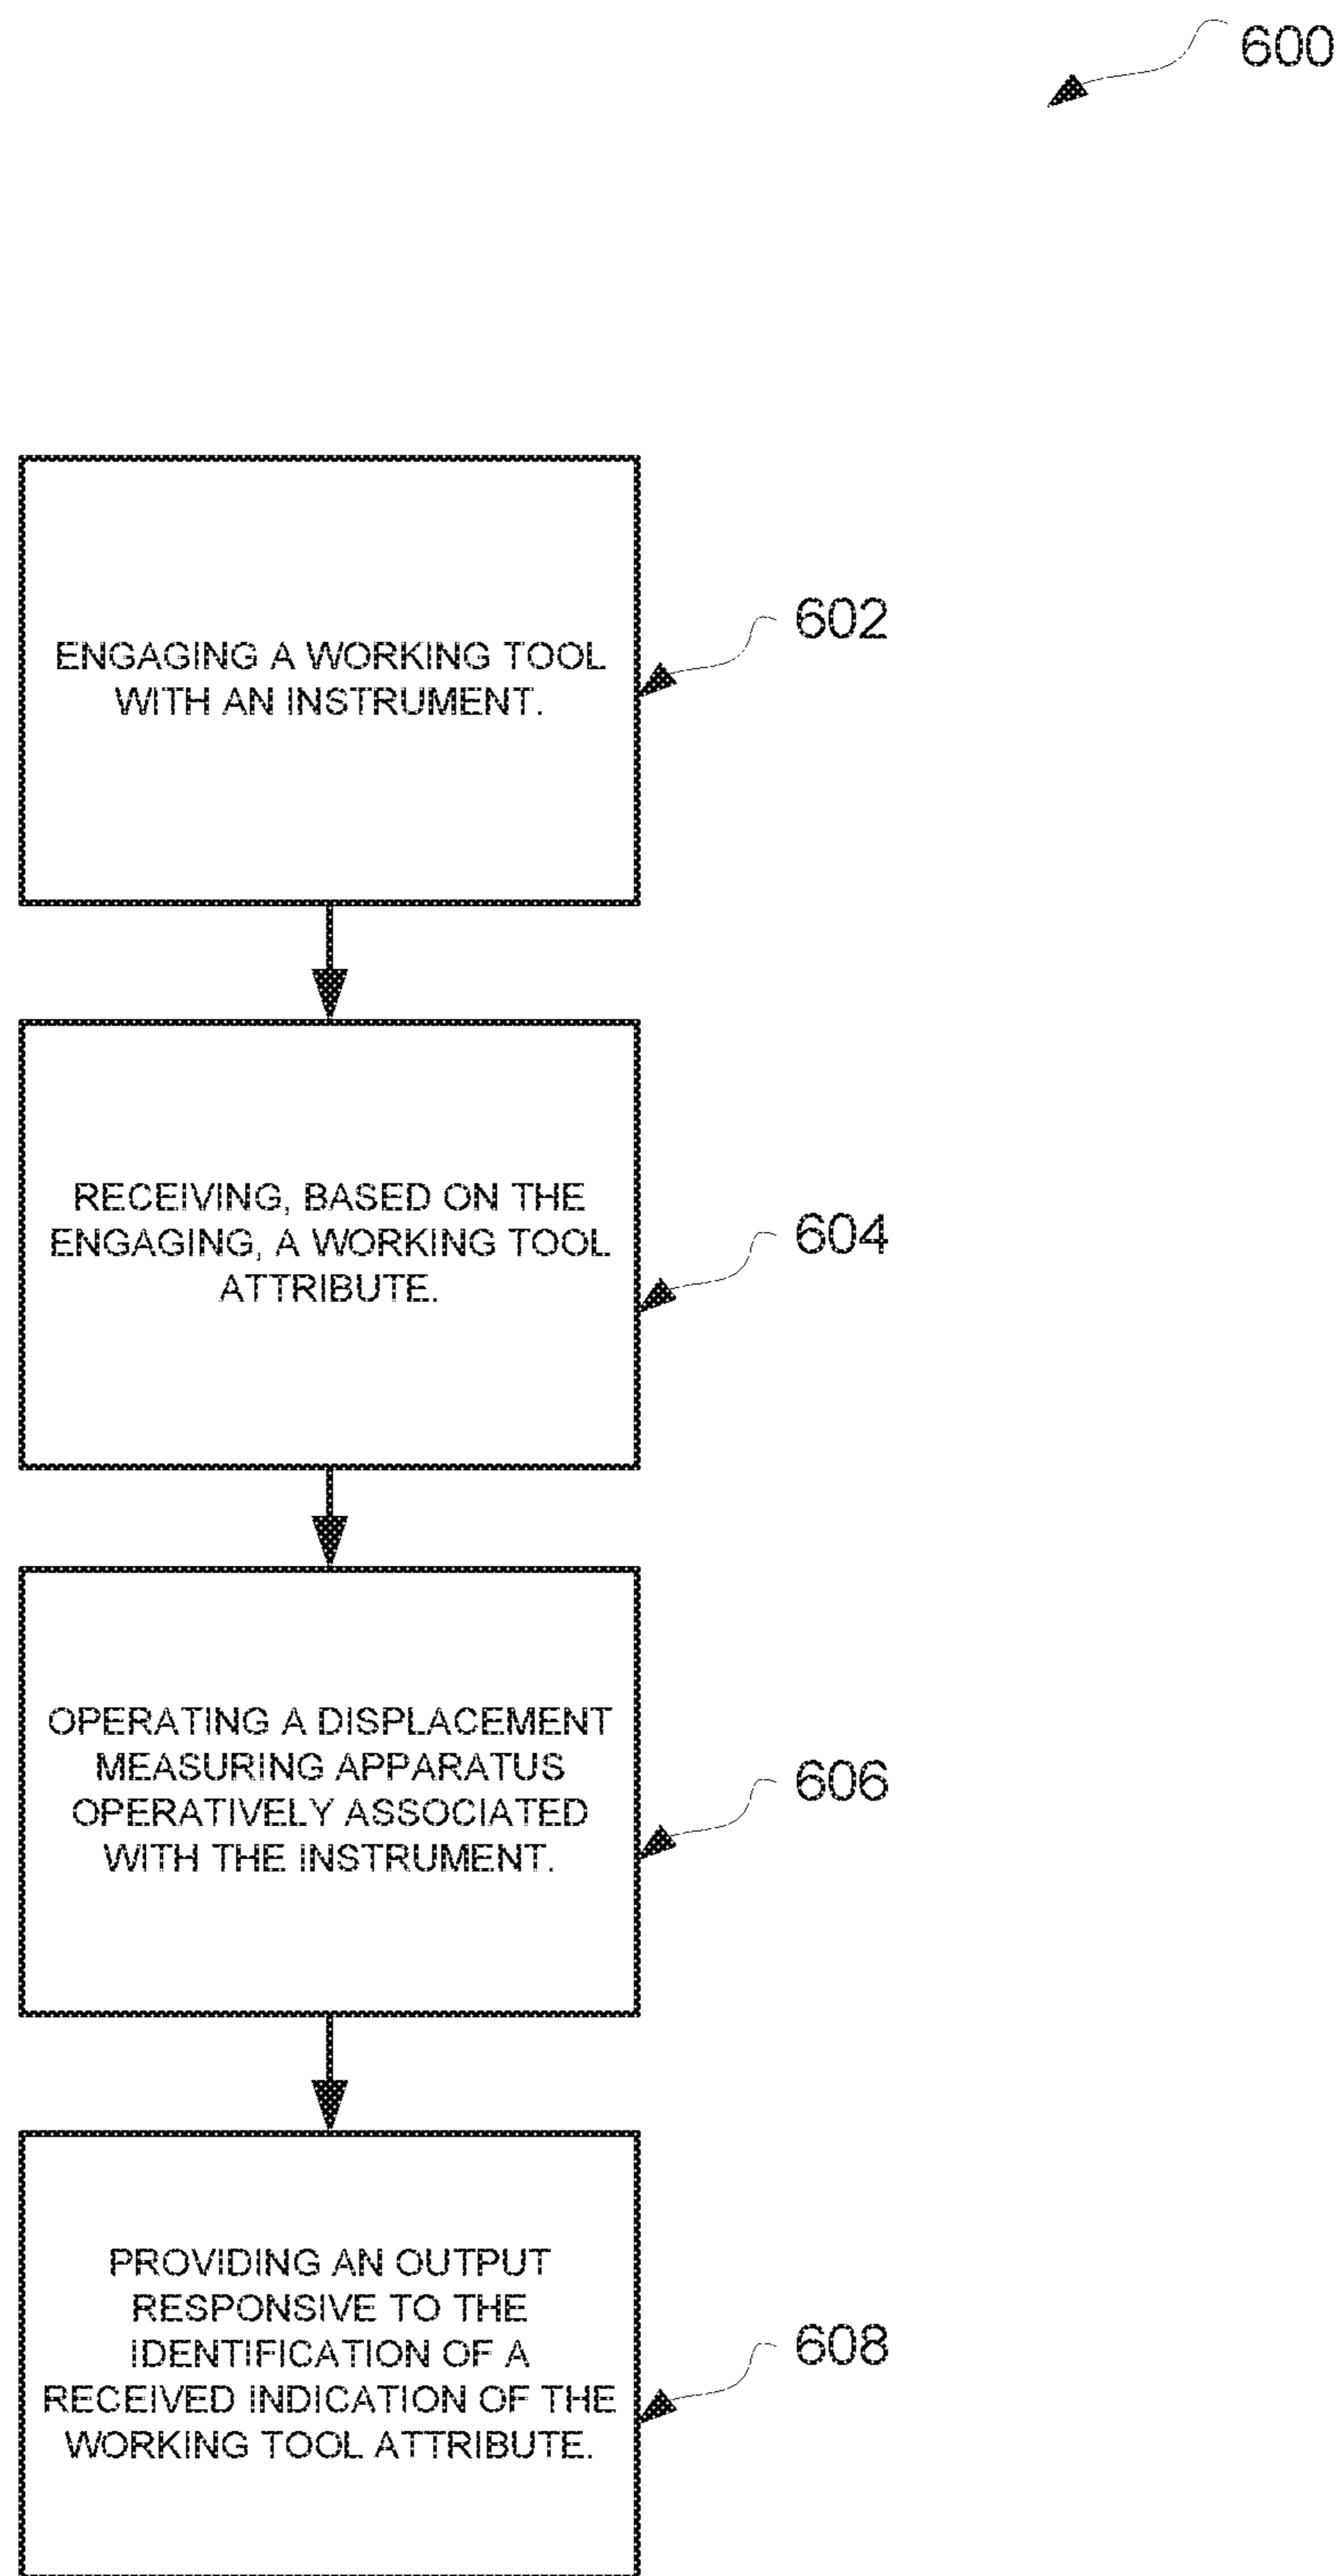 600
ENGAGING A WORKING TOOL
WITH AN INSTRUMENT.
602
RECEIVING, BASED ON THE
ENGAGING, A WORKING TOOL
ATTRIBUTE.
604
OPERATING A DISPLACEMENT
MEASURING APPARATUS
OPERATIVELY ASSOCIATED
WITH THE INSTRUMENT.
606
PROVIDING AN OUTPUT
RESPONSIVE TO THE
IDENTIFICATION OF A
RECEIVED INDICATION OF THE
WORKING TOOL ATTRIBUTE.
608